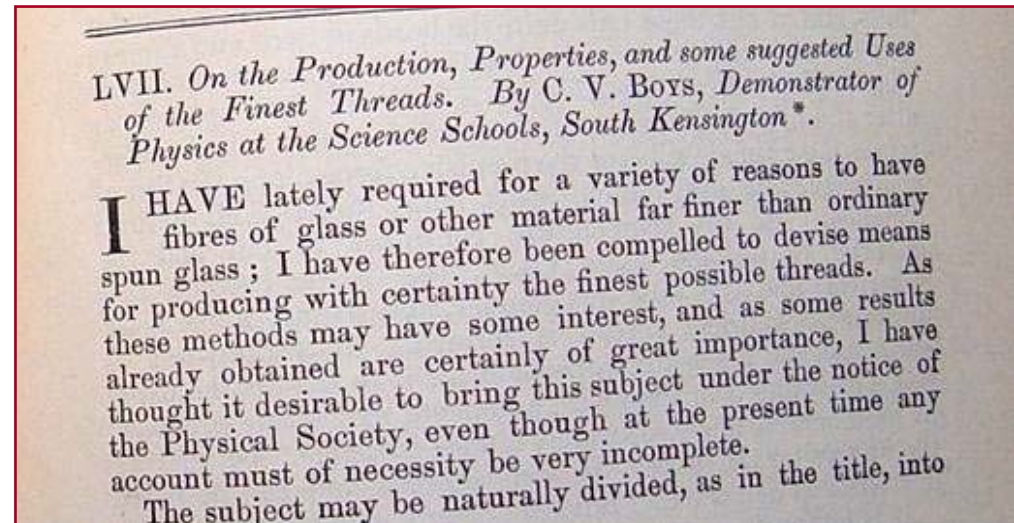 LVII. On the Production, Properties, and some suggested Uses
of the Finest Threads. By C. V. BOYS, Demonstrator of
Physics at the Science Schools, South Kensington*.
I HAVE lately required for a variety of reasons to have
fibres of glass or other material far finer than ordinary
spun glass ; I have therefore been compelled to devise means
for producing with certainty the finest possible threads. As
these methods may have some interest, and as some results
already obtained are certainly of great importance, I have
thought it desirable to bring this subject under the notice of
the Physical Society, even though at the present time any
account must of necessity be very incomplete.
The subject may be naturally divided, as in the title, into